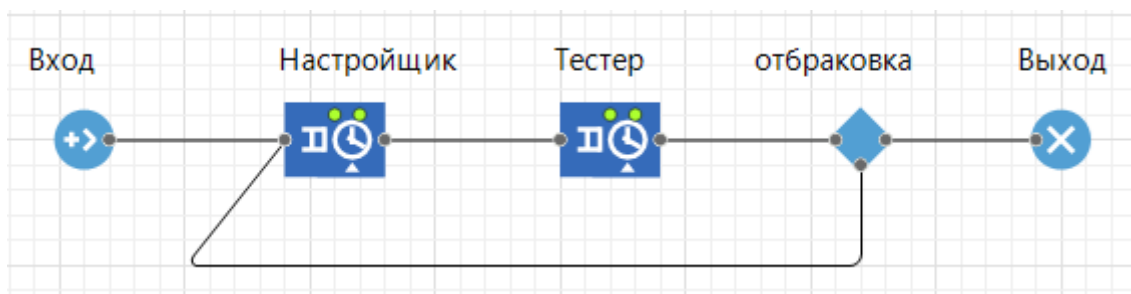 Вход
Настройщик
Тестер
отбраковка
Выход